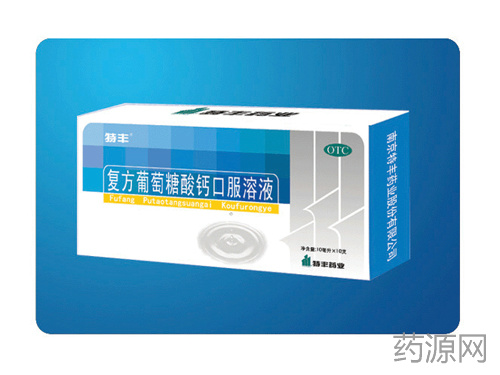 特丰®
OTC
复方葡萄糖酸钙口服溶液
Fufang Putaotangsuangai Koufurongye
净含量:10毫升×10支
特丰药业
南京特丰药业股份有限公司
药源网